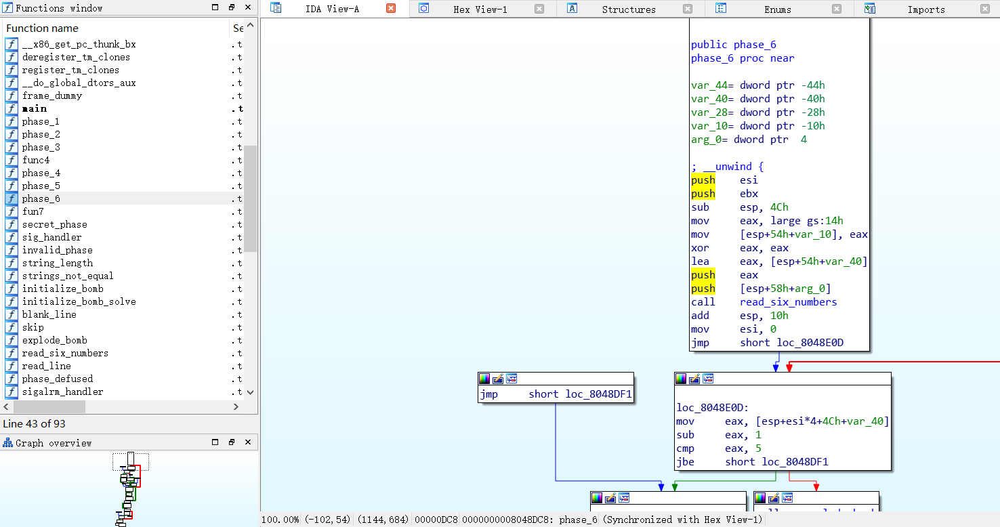 Functions window
Function name Se
__x86_get_pc_thunk_bx .t
deregister_tm_clones .t
register_tm_clones .t
__do_global_dtors_aux .t
frame_dummy .t
main .t
phase_1 .t
phase_2 .t
phase_3 .t
func4 .t
phase_4 .t
phase_5 .t
phase_6 .t
fun7 .t
secret_phase .t
sig_handler .t
invalid_phase .t
string_length .t
strings_not_equal .t
initialize_bomb .t
initialize_bomb_solve .t
blank_line .t
skip .t
explode_bomb .t
read_six_numbers .t
read_line .t
phase_defused .t
sigalrm_handler .t
Line 43 of 93
Graph overview
IDA View-A Hex View-1 Structures Enums Imports
public phase_6
phase_6 proc near
var_44= dword ptr -44h
var_40= dword ptr -40h
var_28= dword ptr -28h
var_10= dword ptr -10h
arg_0= dword ptr  4
; __unwind {
push esi
push ebx
sub esp, 4Ch
mov eax, large gs:14h
mov [esp+54h+var_10], eax
xor eax, eax
lea eax, [esp+54h+var_40]
push eax
push [esp+58h+arg_0]
call read_six_numbers
add esp, 10h
mov esi, 0
jmp short loc_8048E0D
jmp short loc_8048DF1
loc_8048E0D:
mov eax, [esp+esi*4+4Ch+var_40]
sub eax, 1
cmp eax, 5
jbe short loc_8048DF1
100.00% (-102,54) (1144,684) 00000DC8 0000000008048DC8: phase_6 (Synchronized with Hex View-1)